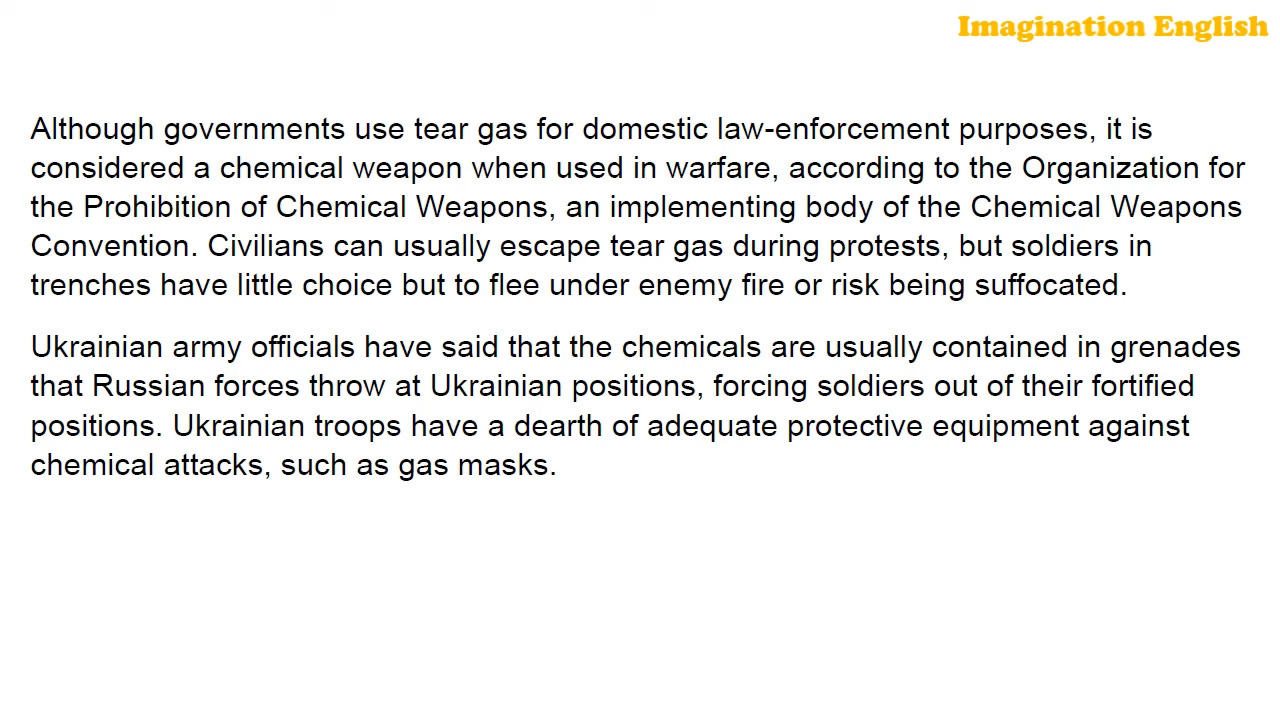 Imagination English
Although governments use tear gas for domestic law-enforcement purposes, it is
considered a chemical weapon when used in warfare, according to the Organization for
the Prohibition of Chemical Weapons, an implementing body of the Chemical Weapons
Convention. Civilians can usually escape tear gas during protests, but soldiers in
trenches have little choice but to flee under enemy fire or risk being suffocated.
Ukrainian army officials have said that the chemicals are usually contained in grenades
that Russian forces throw at Ukrainian positions, forcing soldiers out of their fortified
positions. Ukrainian troops have a dearth of adequate protective equipment against
chemical attacks, such as gas masks.